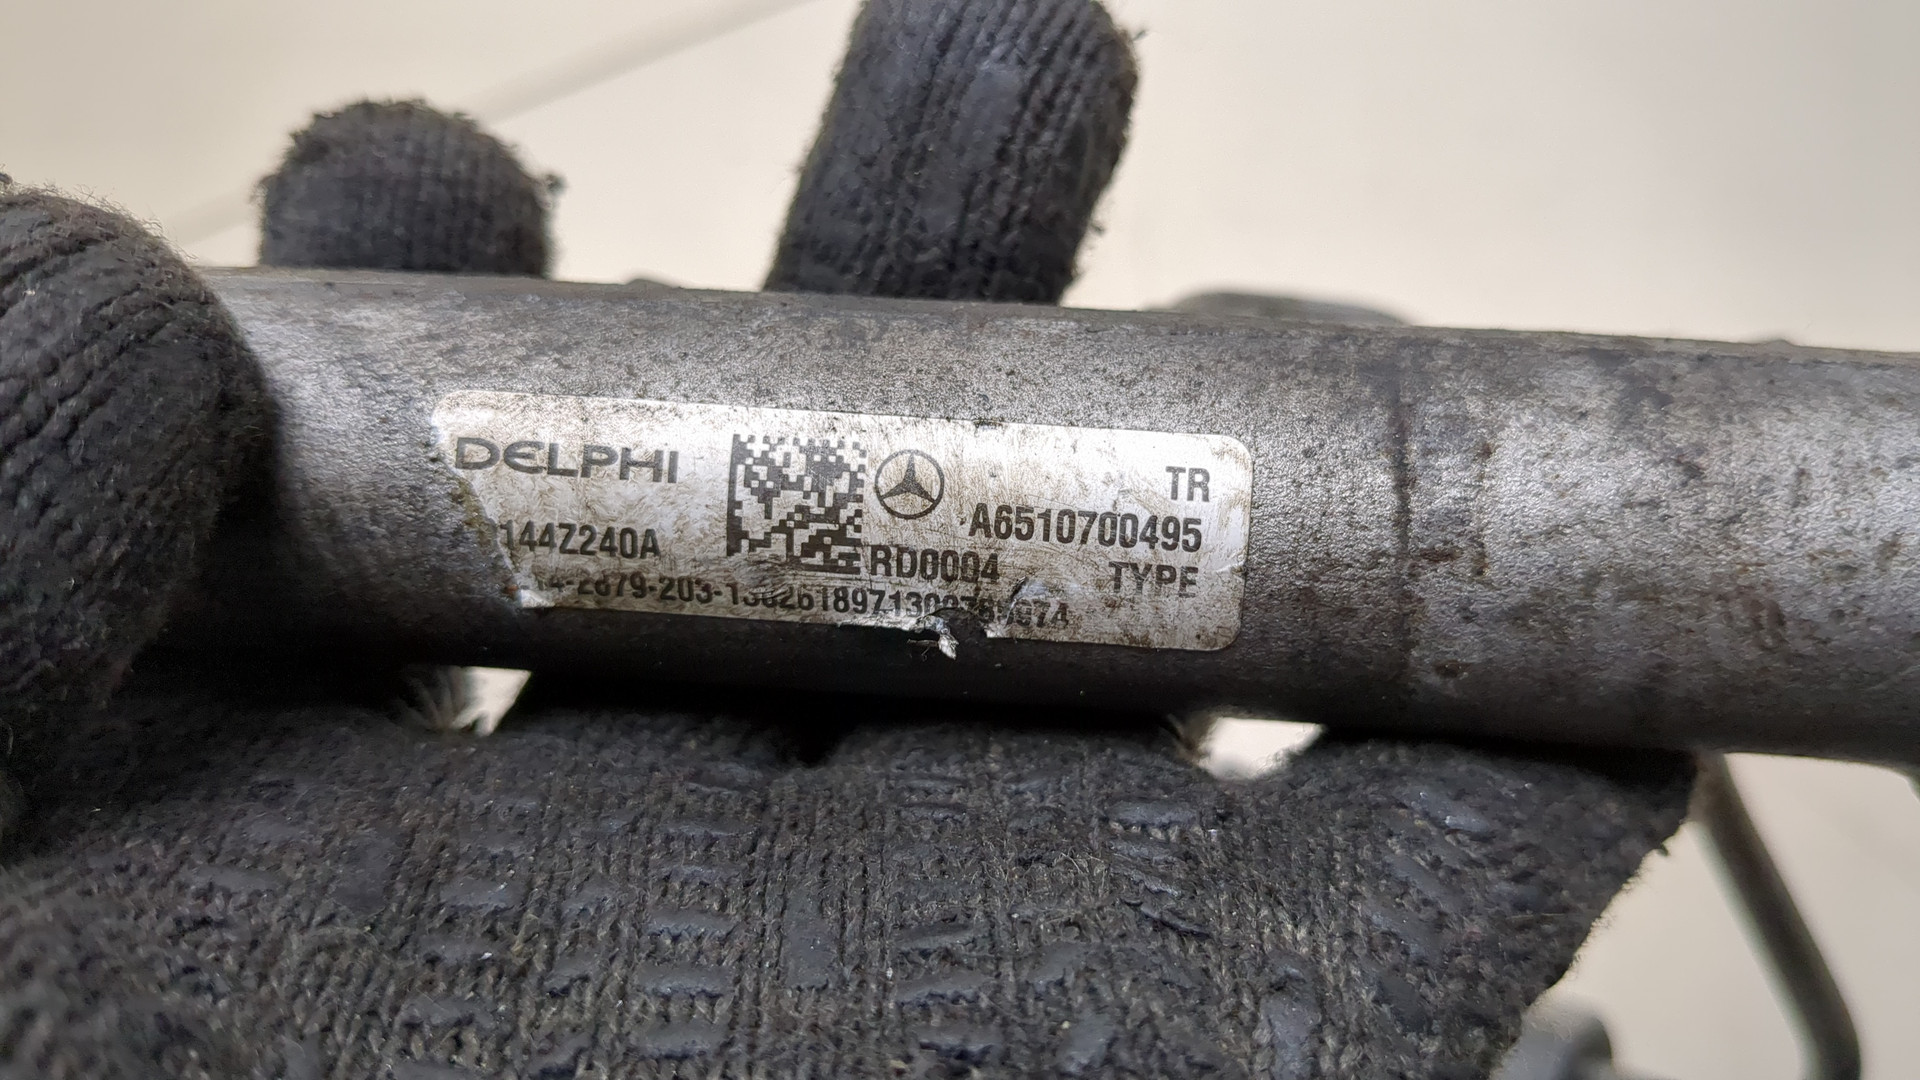 DELPHI
TR
A6510700495
144Z240A
RD0004
TYPE